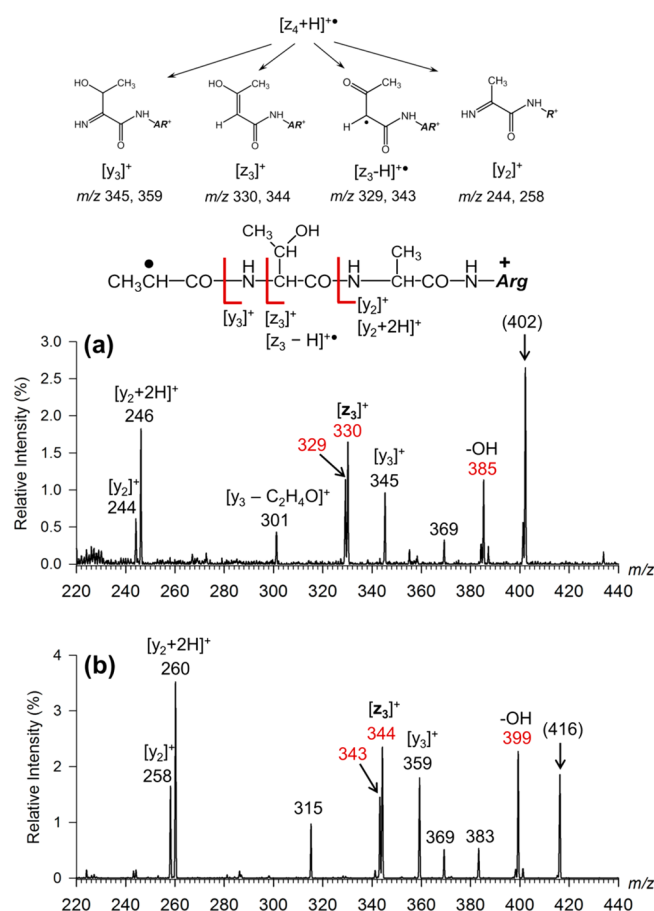 [z₄+H]⁺•
HO CH₃ HN O NH AR⁺
HO CH₃ H O NH AR⁺
O CH₃ H • O NH AR⁺
CH₃ HN O NH R⁺
[y₃]⁺ [z₃]⁺ [z₃-H]⁺• [y₂]⁺
m/z 345, 359 m/z 330, 344 m/z 329, 343 m/z 244, 258
CH₃ OH
• H CH CH₃ H +
CH₃CH—CO—N—CH—CO—N—CH—CO—NH—Arg
[y₃]⁺ [z₃]⁺ [y₂]⁺
[z₃ − H]⁺• [y₂+2H]⁺
(a)
(402)
[y₂+2H]⁺
246
[y₂]⁺
244
[y₃ − C₂H₄O]⁺
301
[z₃]⁺
329 330
[y₃]⁺
345
369
-OH
385
Relative Intensity (%)
3.0
2.5
2.0
1.5
1.0
0.5
0.0
220 240 260 280 300 320 340 360 380 400 420 440 m/z
(b)
[y₂+2H]⁺
260
[y₂]⁺
258
315
[z₃]⁺
343 344
[y₃]⁺
359
369 383
-OH
399
(416)
Relative Intensity (%)
4
3
2
1
0
220 240 260 280 300 320 340 360 380 400 420 440 m/z